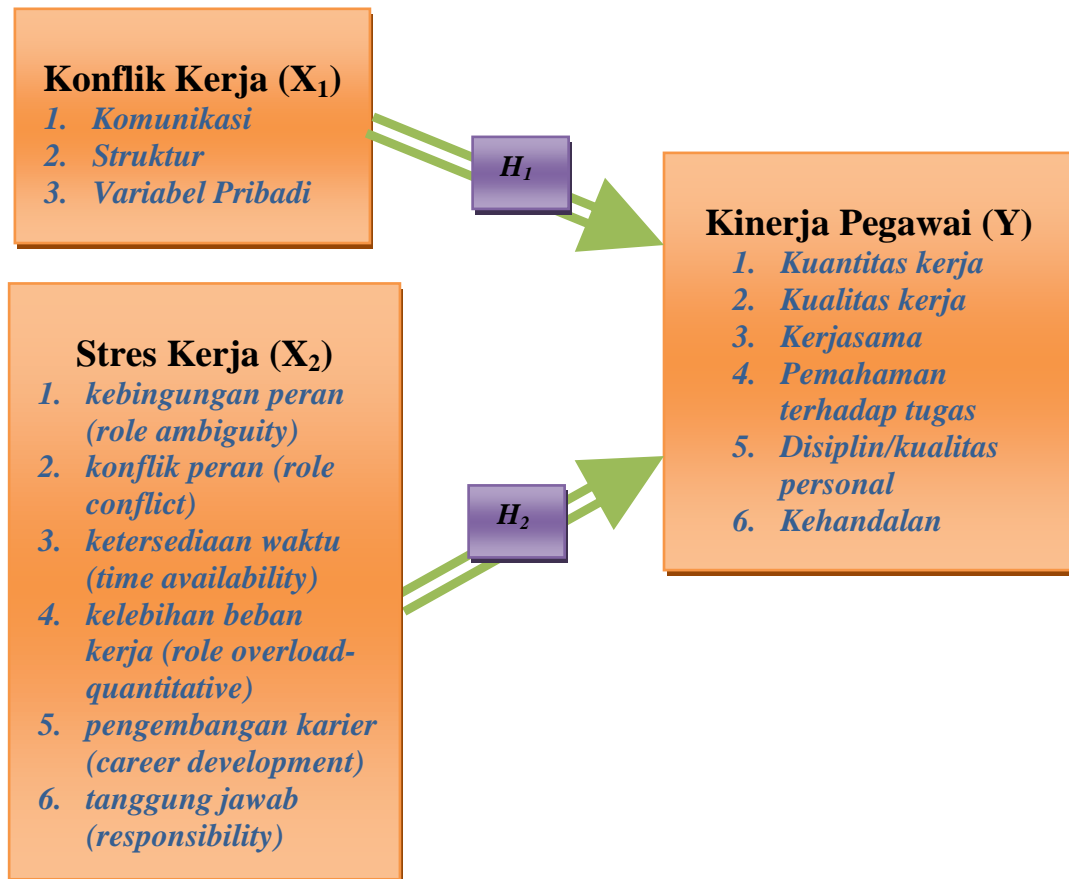 Konflik Kerja (X₁)
1. Komunikasi
2. Struktur
3. Variabel Pribadi
H₁
Stres Kerja (X₂)
1. kebingungan peran
(role ambiguity)
2. konflik peran (role
conflict)
3. ketersediaan waktu
(time availability)
4. kelebihan beban
kerja (role overload-
quantitative)
5. pengembangan karier
(career development)
6. tanggung jawab
(responsibility)
H₂
Kinerja Pegawai (Y)
1. Kuantitas kerja
2. Kualitas kerja
3. Kerjasama
4. Pemahaman
terhadap tugas
5. Disiplin/kualitas
personal
6. Kehandalan